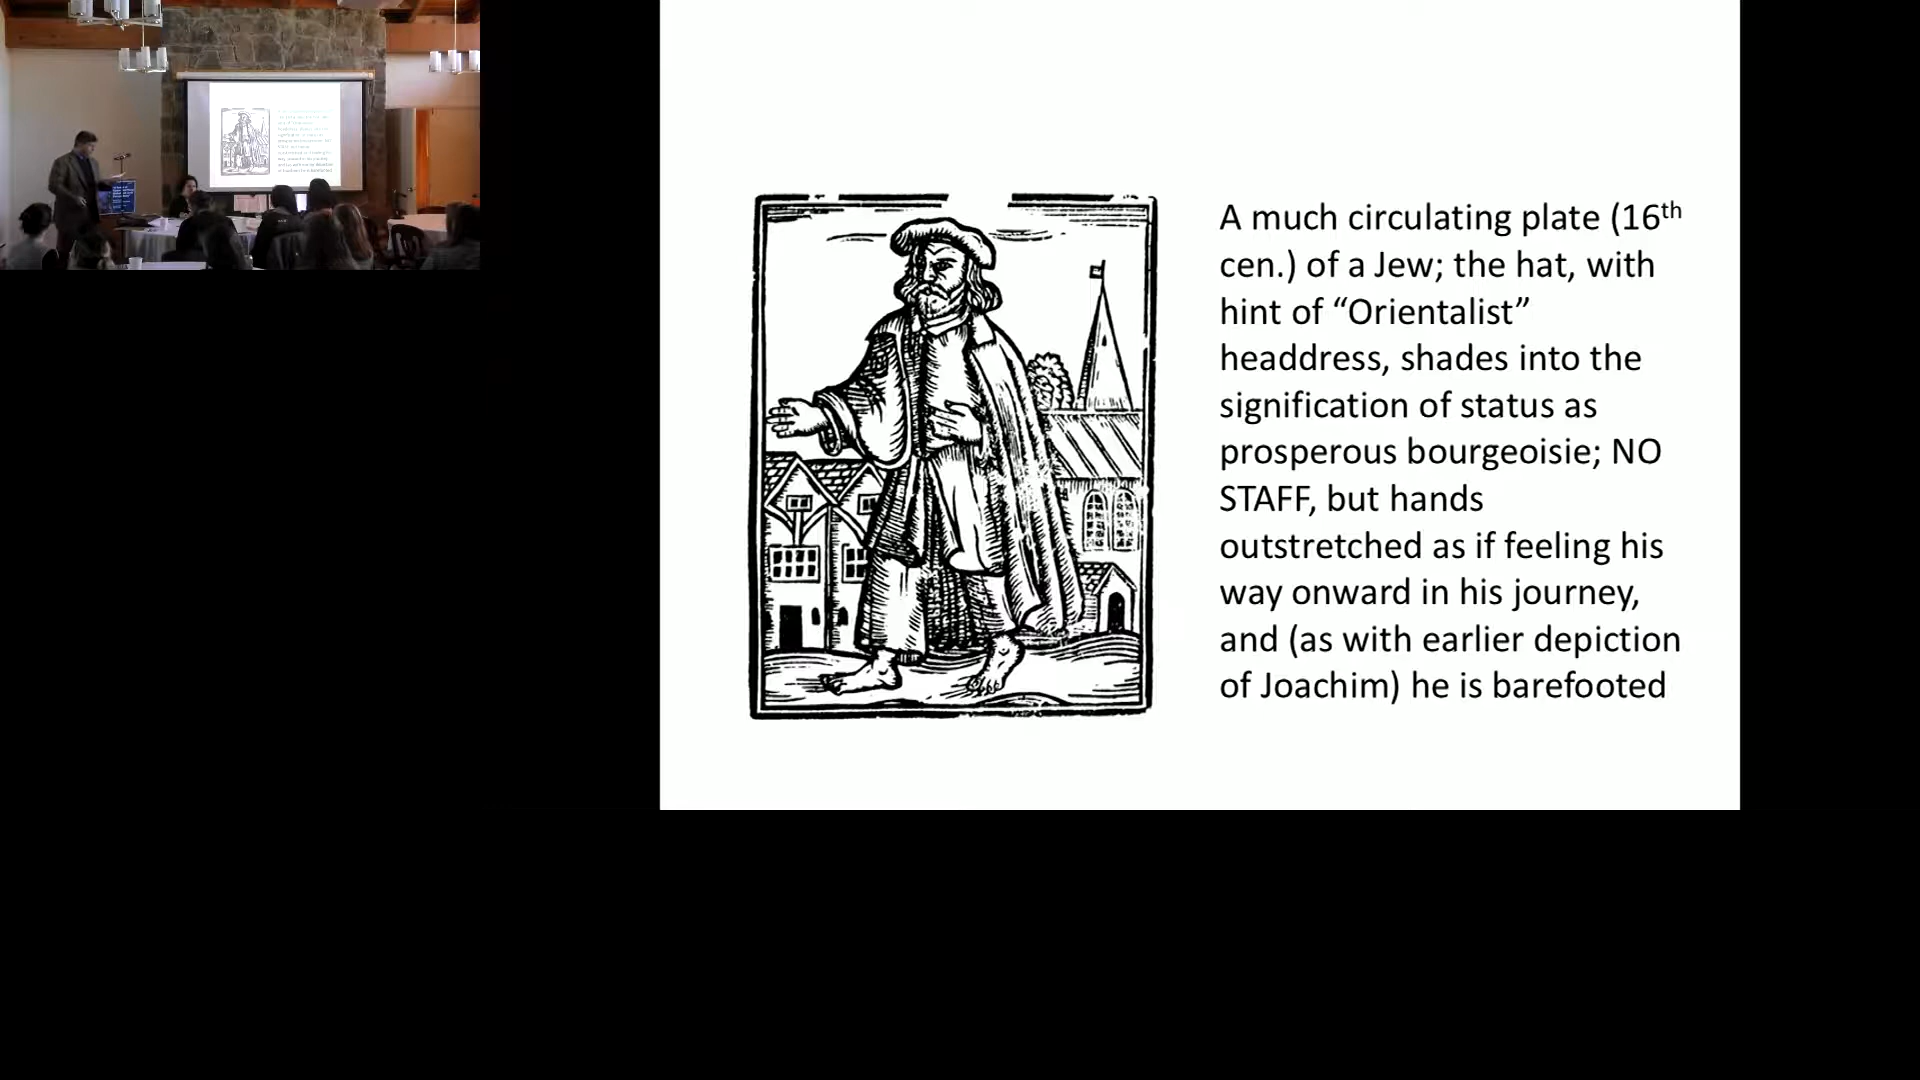 A much circulating plate (16th
cen.) of a Jew; the hat, with
hint of “Orientalist”
headdress, shades into the
signification of status as
prosperous bourgeoisie; NO
STAFF, but hands
outstretched as if feeling his
way onward in his journey,
and (as with earlier depiction
of Joachim) he is barefooted